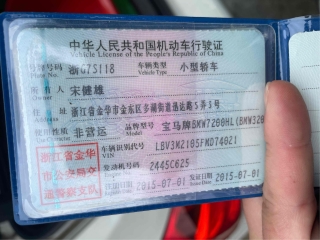 中华人民共和国机动车行驶证
Vehicle License of the People's Republic of China
号牌号码 浙G7S118 车辆类型 小型轿车
Plate No. Vehicle Type
所有人 宋健雄
住址 浙江省金华市金东区多湖街道
使用性质 非营运 品牌型号 宝马牌BMW7200HL(BMW320
浙江省金华 车辆识别代号
市公安局交 VIN
通警察支队 发动机号码 2445C625
注册日期 2015-07-01 发证日期 2015-07-01